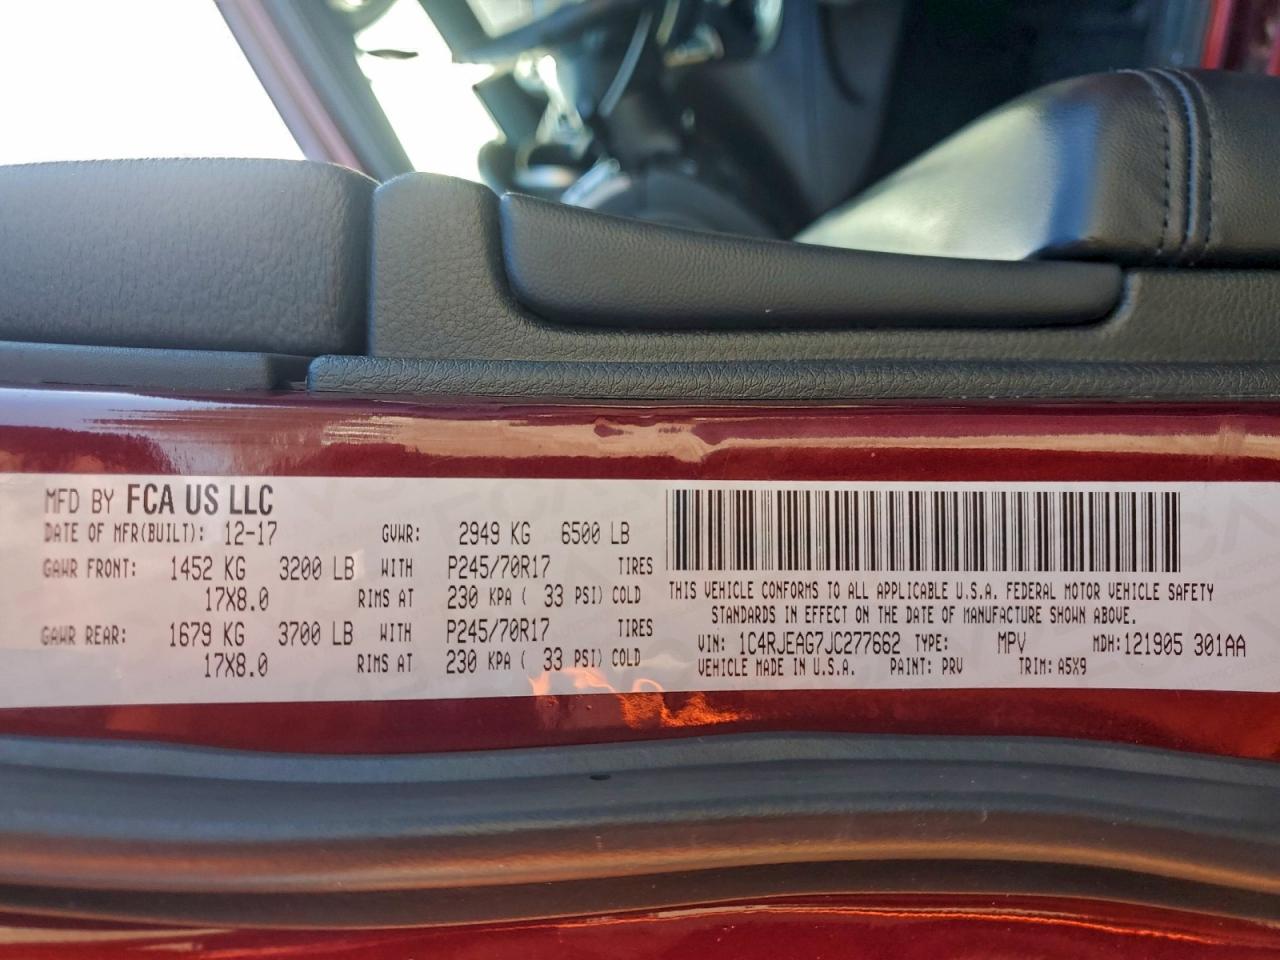 MFD BY FCA US LLC
DATE OF MFR(BUILT): 12-17 GVWR: 2949 KG 6500 LB
GAWR FRONT: 1452 KG 3200 LB WITH P245/70R17 TIRES
17X8.0 RIMS AT 230 KPA ( 33 PSI) COLD
GAWR REAR: 1679 KG 3700 LB WITH P245/70R17 TIRES
17X8.0 RIMS AT 230 KPA ( 33 PSI) COLD
THIS VEHICLE CONFORMS TO ALL APPLICABLE U.S.A. FEDERAL MOTOR VEHICLE SAFETY
STANDARDS IN EFFECT ON THE DATE OF MANUFACTURE SHOWN ABOVE.
VIN: 1C4RJEAG7JC277662 TYPE: MPV MDH:121905 301AA
VEHICLE MADE IN U.S.A. PAINT: PRV TRIM: A5X9